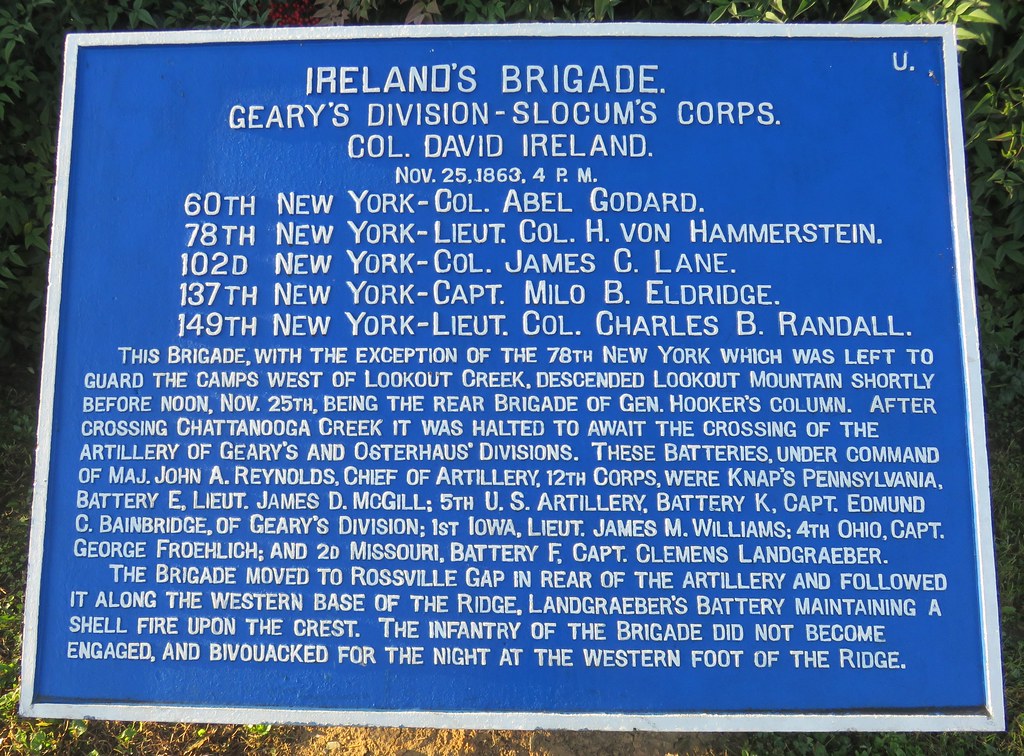 U.
IRELAND'S BRIGADE.
GEARY'S DIVISION-SLOCUM'S CORPS.
COL. DAVID IRELAND.
NOV. 25, 1863, 4 P. M.
60TH NEW YORK-COL. ABEL GODARD.
78TH NEW YORK-LIEUT. COL. H. VON HAMMERSTEIN.
102D NEW YORK-COL. JAMES C. LANE.
137TH NEW YORK-CAPT. MILO B. ELDRIDGE.
149TH NEW YORK-LIEUT. COL. CHARLES B. RANDALL.
THIS BRIGADE, WITH THE EXCEPTION OF THE 78TH NEW YORK WHICH WAS LEFT TO
GUARD THE CAMPS WEST OF LOOKOUT CREEK, DESCENDED LOOKOUT MOUNTAIN SHORTLY
BEFORE NOON, NOV. 25TH, BEING THE REAR BRIGADE OF GEN. HOOKER'S COLUMN. AFTER
CROSSING CHATTANOOGA CREEK IT WAS HALTED TO AWAIT THE CROSSING OF THE
ARTILLERY OF GEARY'S AND OSTERHAUS' DIVISIONS. THESE BATTERIES, UNDER COMMAND
OF MAJ. JOHN A. REYNOLDS, CHIEF OF ARTILLERY, 12TH CORPS, WERE KNAP'S PENNSYLVANIA,
BATTERY E, LIEUT. JAMES D. MCGILL; 5TH U. S. ARTILLERY, BATTERY K, CAPT. EDMUND
C. BAINBRIDGE, OF GEARY'S DIVISION; 1ST IOWA, LIEUT. JAMES M. WILLIAMS; 4TH OHIO, CAPT.
GEORGE FROEHLICH; AND 2D MISSOURI, BATTERY F, CAPT. CLEMENS LANDGRAEBER.
THE BRIGADE MOVED TO ROSSVILLE GAP IN REAR OF THE ARTILLERY AND FOLLOWED
IT ALONG THE WESTERN BASE OF THE RIDGE, LANDGRAEBER'S BATTERY MAINTAINING A
SHELL FIRE UPON THE CREST. THE INFANTRY OF THE BRIGADE DID NOT BECOME
ENGAGED, AND BIVOUACKED FOR THE NIGHT AT THE WESTERN FOOT OF THE RIDGE.